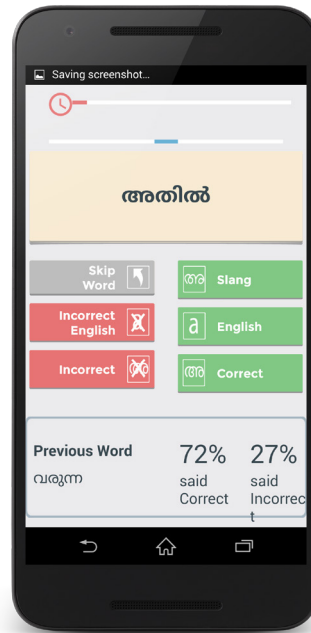 Saving screenshot...
അതിൽ
Skip
Word
അ Slang
Incorrect
English
a English
Incorrect അ
അ Correct
Previous Word
വരുന്ന
72%
said
Correct
27%
said
Incorrec
t